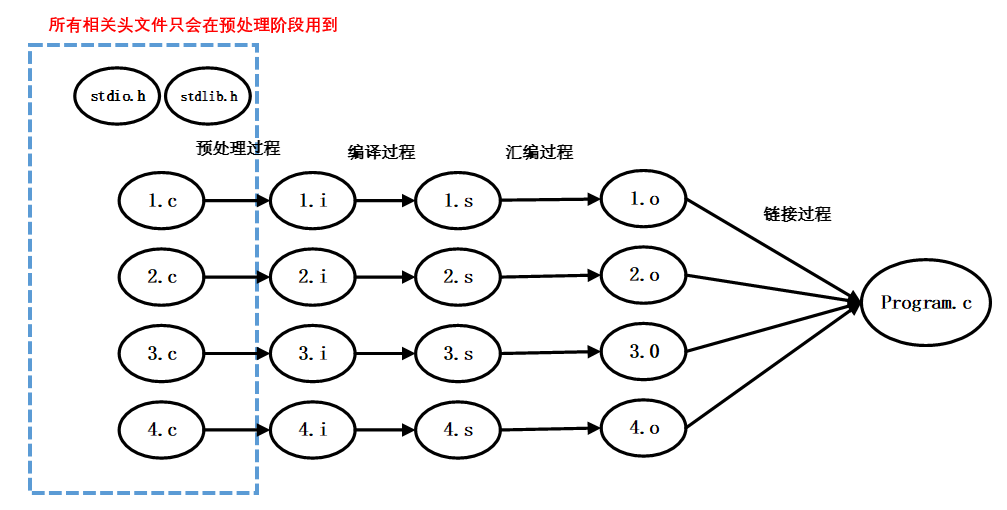 所有相关头文件只会在预处理阶段用到
stdio.h stdlib.h
预处理过程 编译过程 汇编过程
1.c 1.i 1.s 1.o
链接过程
2.c 2.i 2.s 2.o
Program.c
3.c 3.i 3.s 3.0
4.c 4.i 4.s 4.o